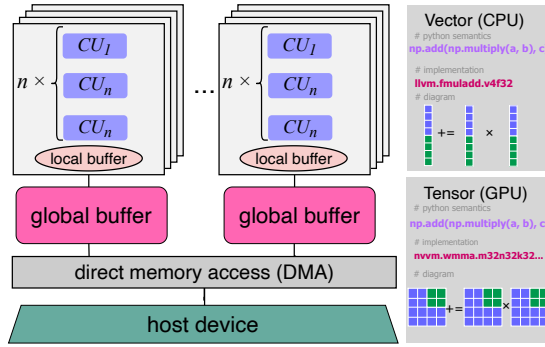 n ×
CU1
CUn
CUn
local buffer
...
n ×
CU1
CUn
CUn
local buffer
global buffer
global buffer
direct memory access (DMA)
host device
Vector (CPU)
# python semantics
np.add(np.multiply(a, b), c
# implementation
llvm.fmuladd.v4f32
# diagram
+= ×
Tensor (GPU)
# python semantics
np.add(np.multiply(a, b), c
# implementation
nvvm.wmma.m32n32k32...
# diagram
+= ×